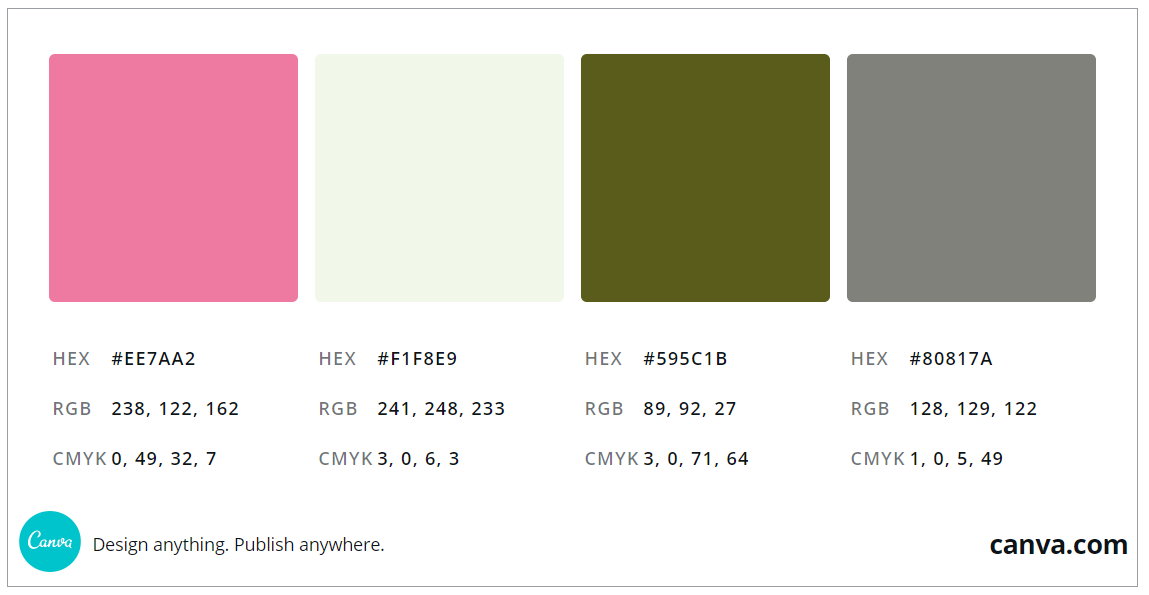 HEX #EE7AA2 HEX #F1F8E9 HEX #595C1B HEX #80817A
RGB 238, 122, 162 RGB 241, 248, 233 RGB 89, 92, 27 RGB 128, 129, 122
CMYK 0, 49, 32, 7 CMYK 3, 0, 6, 3 CMYK 3, 0, 71, 64 CMYK 1, 0, 5, 49
Canva Design anything. Publish anywhere. canva.com